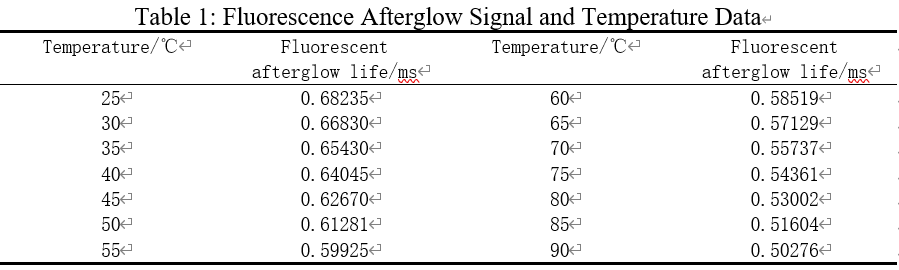 Table 1: Fluorescence Afterglow Signal and Temperature Data
Temperature/℃ Fluorescent afterglow life/ms Temperature/℃ Fluorescent afterglow life/ms
25 0.68235 60 0.58519
30 0.66830 65 0.57129
35 0.65430 70 0.55737
40 0.64045 75 0.54361
45 0.62670 80 0.53002
50 0.61281 85 0.51604
55 0.59925 90 0.50276